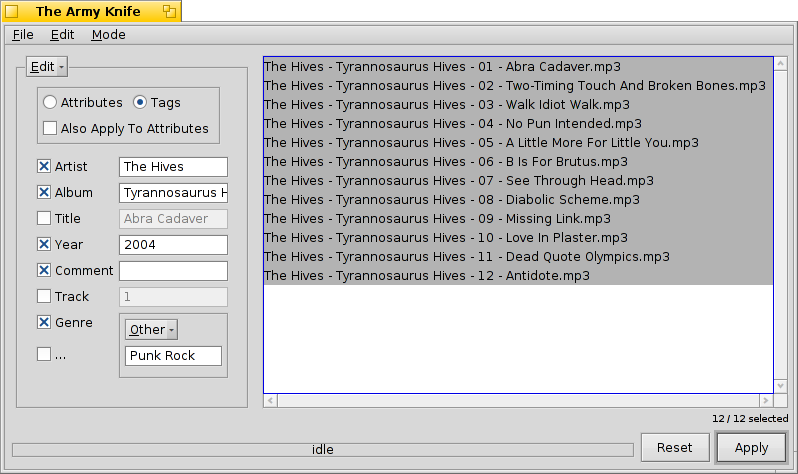 The Army Knife
File Edit Mode
Edit
Attributes Tags
Also Apply To Attributes
Artist The Hives
Album Tyrannosaurus H
Title Abra Cadaver
Year 2004
Comment
Track 1
Genre Other
... Punk Rock
The Hives - Tyrannosaurus Hives - 01 - Abra Cadaver.mp3
The Hives - Tyrannosaurus Hives - 02 - Two-Timing Touch And Broken Bones.mp3
The Hives - Tyrannosaurus Hives - 03 - Walk Idiot Walk.mp3
The Hives - Tyrannosaurus Hives - 04 - No Pun Intended.mp3
The Hives - Tyrannosaurus Hives - 05 - A Little More For Little You.mp3
The Hives - Tyrannosaurus Hives - 06 - B Is For Brutus.mp3
The Hives - Tyrannosaurus Hives - 07 - See Through Head.mp3
The Hives - Tyrannosaurus Hives - 08 - Diabolic Scheme.mp3
The Hives - Tyrannosaurus Hives - 09 - Missing Link.mp3
The Hives - Tyrannosaurus Hives - 10 - Love In Plaster.mp3
The Hives - Tyrannosaurus Hives - 11 - Dead Quote Olympics.mp3
The Hives - Tyrannosaurus Hives - 12 - Antidote.mp3
12 / 12 selected
idle
Reset Apply